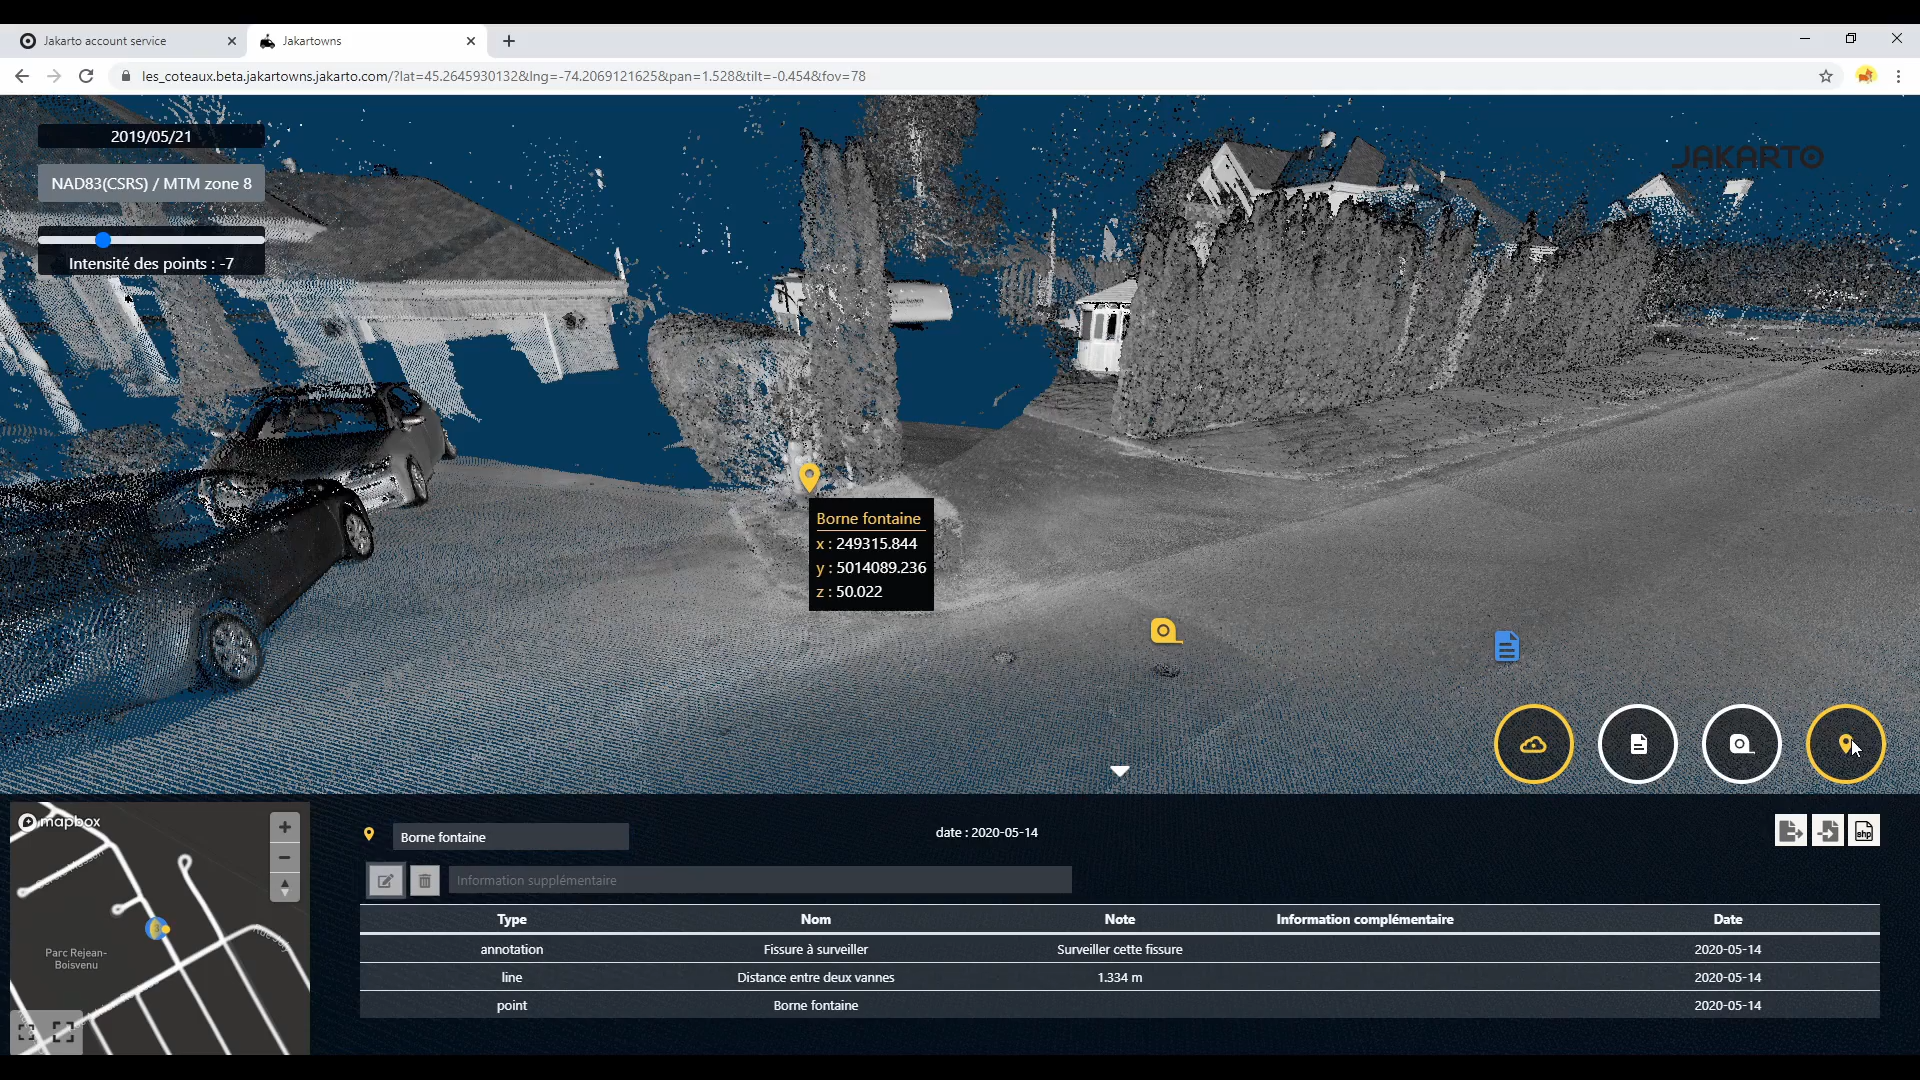 Jakarto account service
Jakartowns
les_coteaux.beta.jakartowns.jakarto.com/?lat=45.2645930132&lng=-74.2069121625&pan=1.528&tilt=-0.454&fov=78
2019/05/21
NAD83(CSRS) / MTM zone 8
Intensité des points : -7
JAKARTO
Borne fontaine
x : 249315.844
y : 5014089.236
z : 50.022
mapbox
Parc Rejean-
Boisvenu
Borne fontaine
date : 2020-05-14
shp
Information supplémentaire
Type Nom Note Information complémentaire Date
annotation Fissure à surveiller Surveiller cette fissure 2020-05-14
line Distance entre deux vannes 1.334 m 2020-05-14
point Borne fontaine 2020-05-14